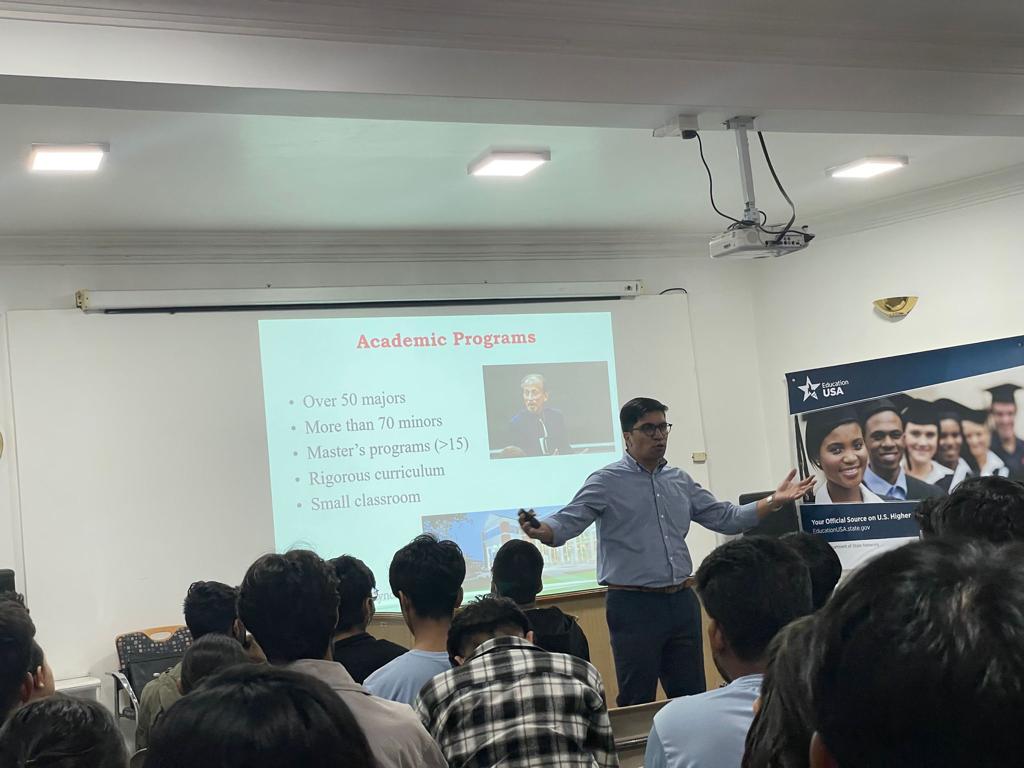 Academic Programs
• Over 50 majors
• More than 70 minors
• Master's programs (>15)
• Rigorous curriculum
• Small classroom
Education
USA
Your Official Source on U.S. Higher
EducationUSA.state.gov